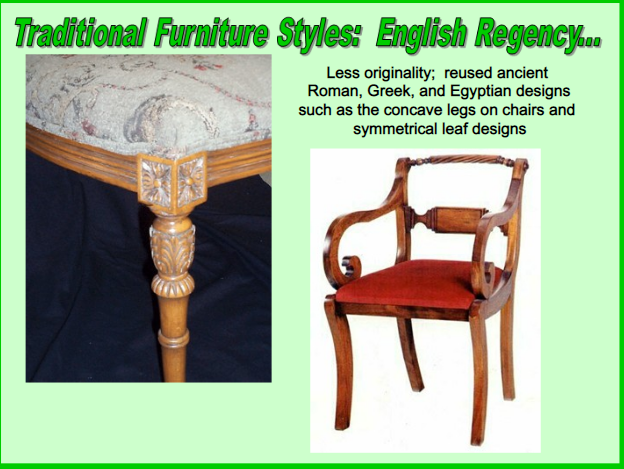 Traditional Furniture Styles: English Regency...
Less originality; reused ancient
Roman, Greek, and Egyptian designs
such as the concave legs on chairs and
symmetrical leaf designs